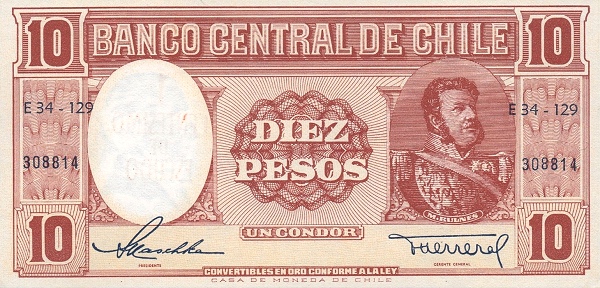 10 BANCO CENTRAL DE CHILE 10
E 34 - 129 E 34 - 129
308814 308814
DIEZ
PESOS
M. BULNES
10 UN CONDOR 10
PRESIDENTE GERENTE GENERAL
CONVERTIBLES EN ORO CONFORME A LA LEY
CASA DE MONEDA DE CHILE